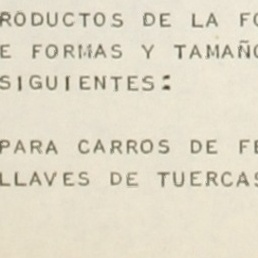 RODUCTOS DE LA FO
E FORMAS Y TAMAÑO
SIGUIENTES:
PARA CARROS DE FE
LLAVES DE TUERCAS